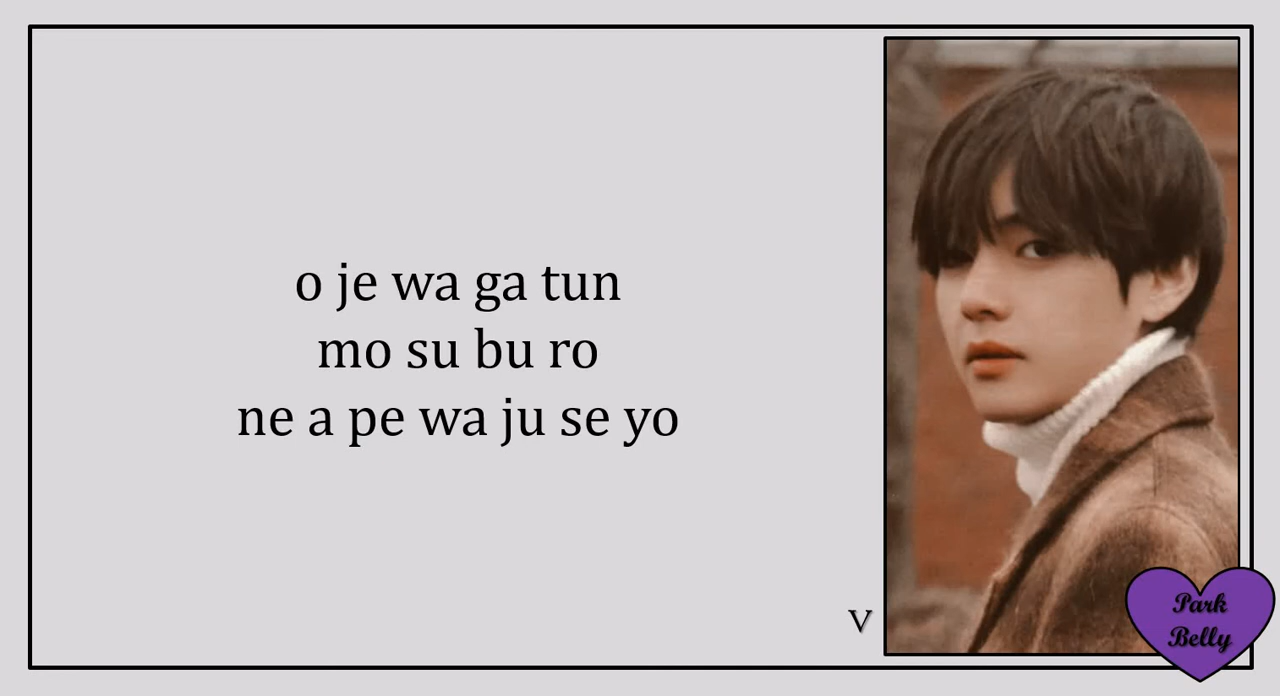 o je wa ga tun
mo su bu ro
ne a pe wa ju se yo
V
Park
Belly